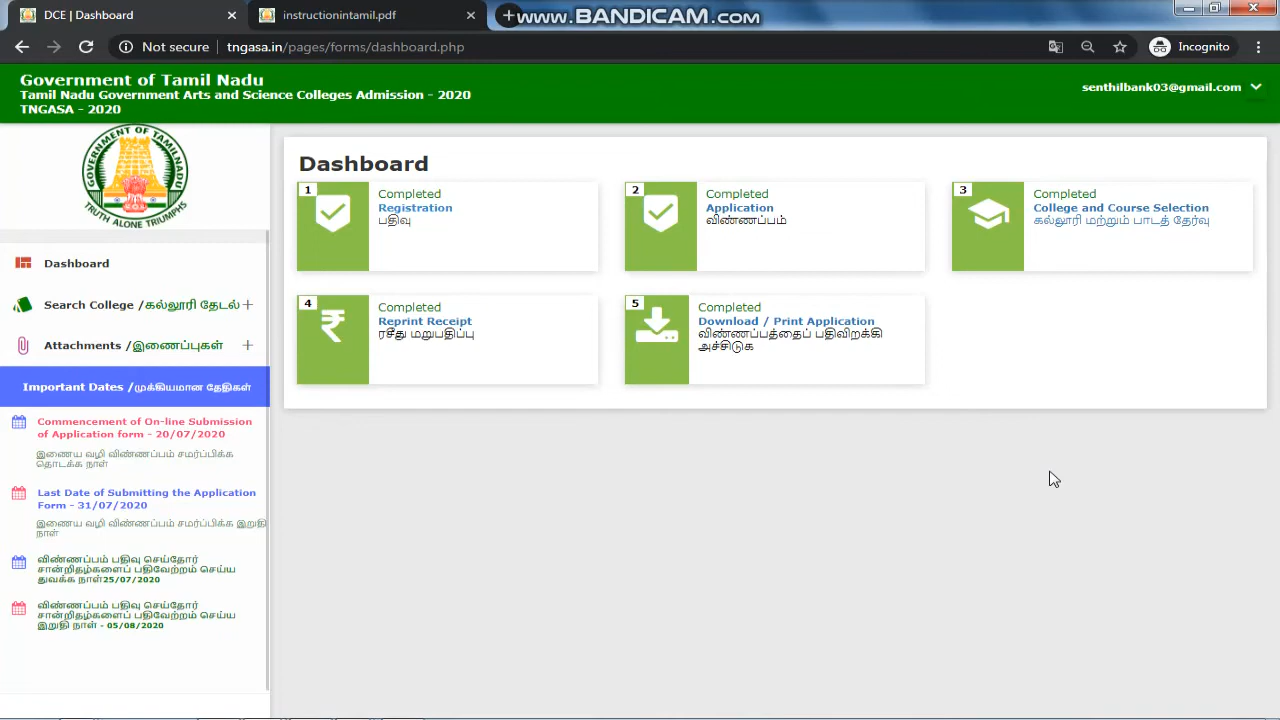 DCE | Dashboard
instructionintamil.pdf
www.BANDICAM.com
Not secure
tngasa.in/pages/forms/dashboard.php
Incognito
Government of Tamil Nadu
Tamil Nadu Government Arts and Science Colleges Admission - 2020
TNGASA - 2020
senthilbank03@gmail.com
GOVERNMENT OF TAMILNADU
TRUTH ALONE TRIUMPHS
Dashboard
Search College /கல்லூரி தேடல்
Attachments /இணைப்புகள்
Important Dates /முக்கியமான தேதிகள்
Commencement of On-line Submission
of Application form - 20/07/2020
இணைய வழி விண்ணப்பம் சமர்ப்பிக்க
தொடக்க நாள்
Last Date of Submitting the Application
Form - 31/07/2020
இணைய வழி விண்ணப்பம் சமர்ப்பிக்க இறுதி
நாள்
விண்ணப்பம் பதிவு செய்தோர்
சான்றிதழ்களைப் பதிவேற்றம் செய்ய
துவக்க நாள்25/07/2020
விண்ணப்பம் பதிவு செய்தோர்
சான்றிதழ்களைப் பதிவேற்றம் செய்ய
இறுதி நாள் - 05/08/2020
Dashboard
1
Completed
Registration
பதிவு
2
Completed
Application
விண்ணப்பம்
3
Completed
College and Course Selection
கல்லூரி மற்றும் பாடத் தேர்வு
4
Completed
Reprint Receipt
ரசீது மறுபதிப்பு
5
Completed
Download / Print Application
விண்ணப்பத்தைப் பதிவிறக்கி
அச்சிடுக